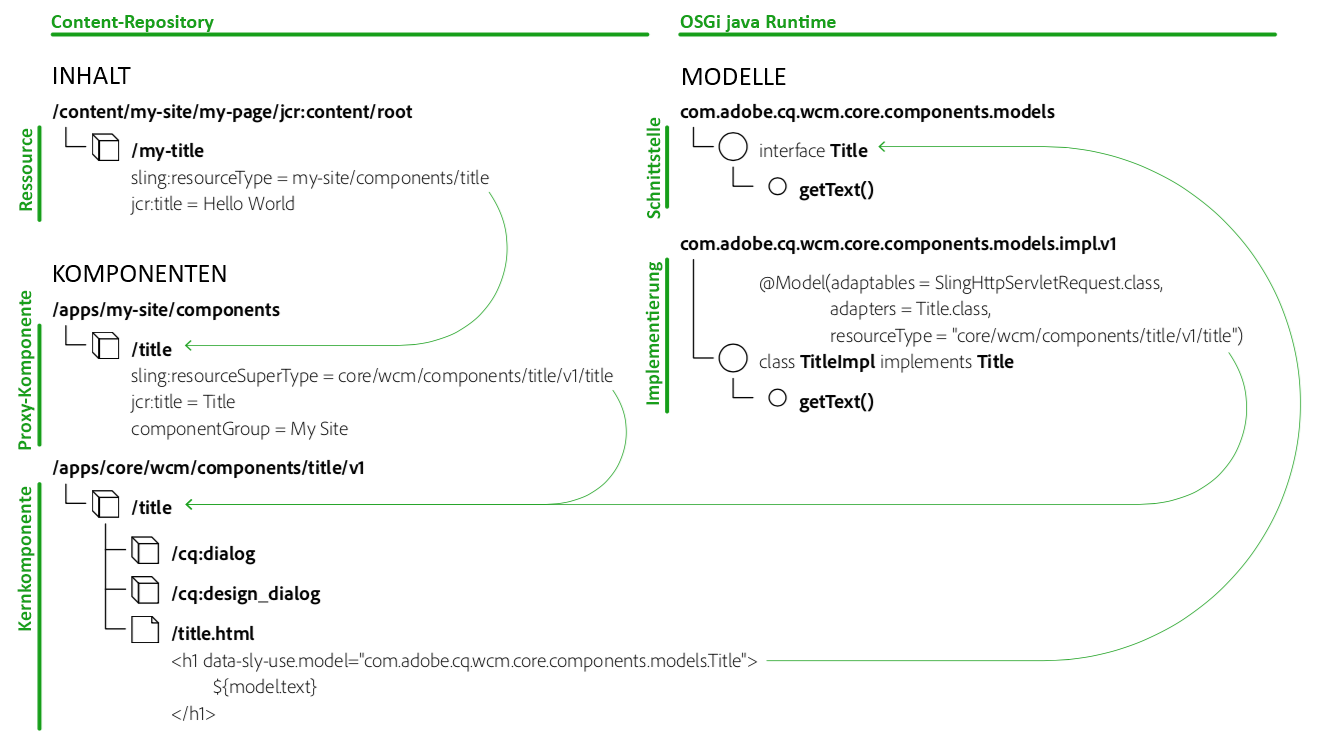 Content-Repository
INHALT
/content/my-site/my-page/jcr:content/root
Ressource
/my-title
sling:resourceType = my-site/components/title
jcr:title = Hello World
KOMPONENTEN
/apps/my-site/components
Proxy-Komponente
/title
sling:resourceSuperType = core/wcm/components/title/v1/title
jcr:title = Title
componentGroup = My Site
/apps/core/wcm/components/title/v1
Kernkomponente
/title
/cq:dialog
/cq:design_dialog
/title.html
<h1 data-sly-use.model="com.adobe.cq.wcm.core.components.models.Title">
${model.text}
</h1>
OSGi java Runtime
MODELLE
com.adobe.cq.wcm.core.components.models
Schnittstelle
interface Title
getText()
com.adobe.cq.wcm.core.components.models.impl.v1
Implementierung
@Model(adaptables = SlingHttpServletRequest.class,
adapters = Title.class,
resourceType = "core/wcm/components/title/v1/title")
class TitleImpl implements Title
getText()